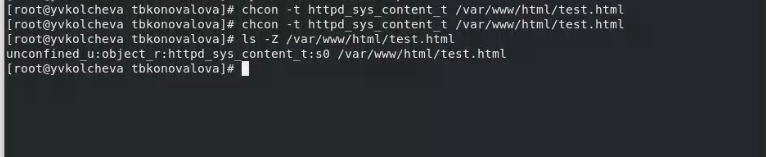 [root@yvkolcheva tbkonovalova]# chcon -t httpd_sys_content_t /var/www/html/test.html
[root@yvkolcheva tbkonovalova]# chcon -t httpd_sys_content_t /var/www/html/test.html
[root@yvkolcheva tbkonovalova]# ls -Z /var/www/html/test.html
unconfined_u:object_r:httpd_sys_content_t:s0 /var/www/html/test.html
[root@yvkolcheva tbkonovalova]#